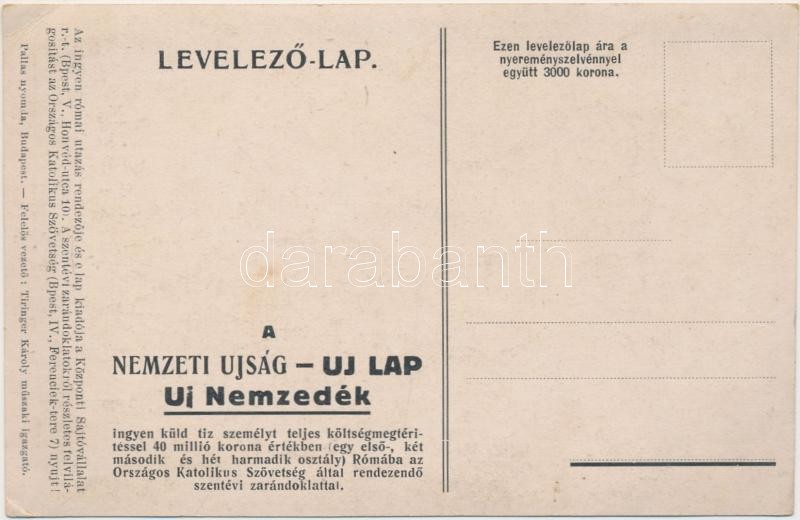 LEVELEZŐ-LAP.
Ezen levelezőlap ára a
nyereményszelvénnyel
együtt 3000 korona.
A
NEMZETI UJSÁG — UJ LAP
Uj Nemzedék
ingyen küld tiz személyt teljes költségmegtéri-
téssel 40 millió korona értékben (egy első-, két
második és hét harmadik osztály) Rómába az
Országos Katolikus Szövetség által rendezendő
szentévi zarándoklattal.
Az ingyen római utazás rendezője és e lap kiadója a Központi Sajtóvállalat
r.-t. (Bpest, V., Honvéd-utca 10). A szentévi zarándoklatokról részletes felvilá-
gosítást az Országos Katolikus Szövetség (Bpest, IV., Ferenciek-tere 7) nyujt!
Pallas nyomda, Budapest. — Felelős vezető: Tiringer Károly műszaki igazgató.
darabanth.com